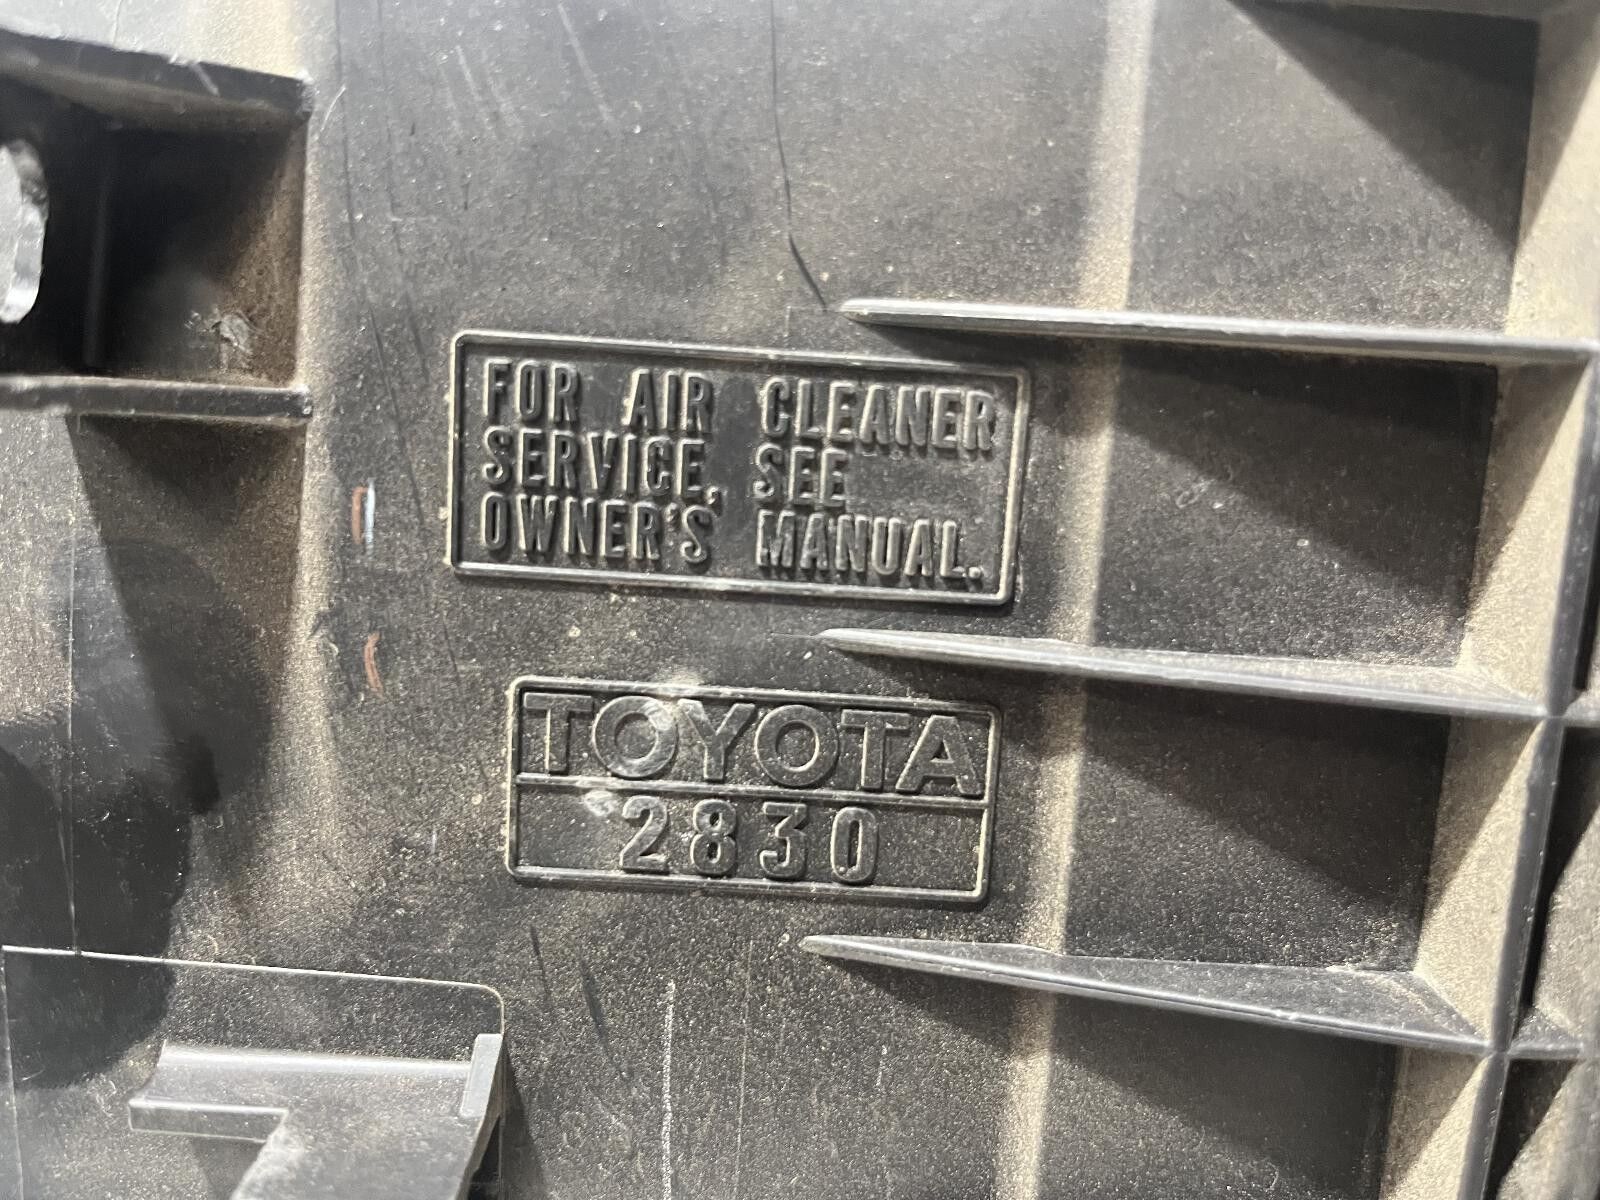 FOR AIR CLEANER
SERVICE, SEE
OWNER'S MANUAL.
TOYOTA
2830